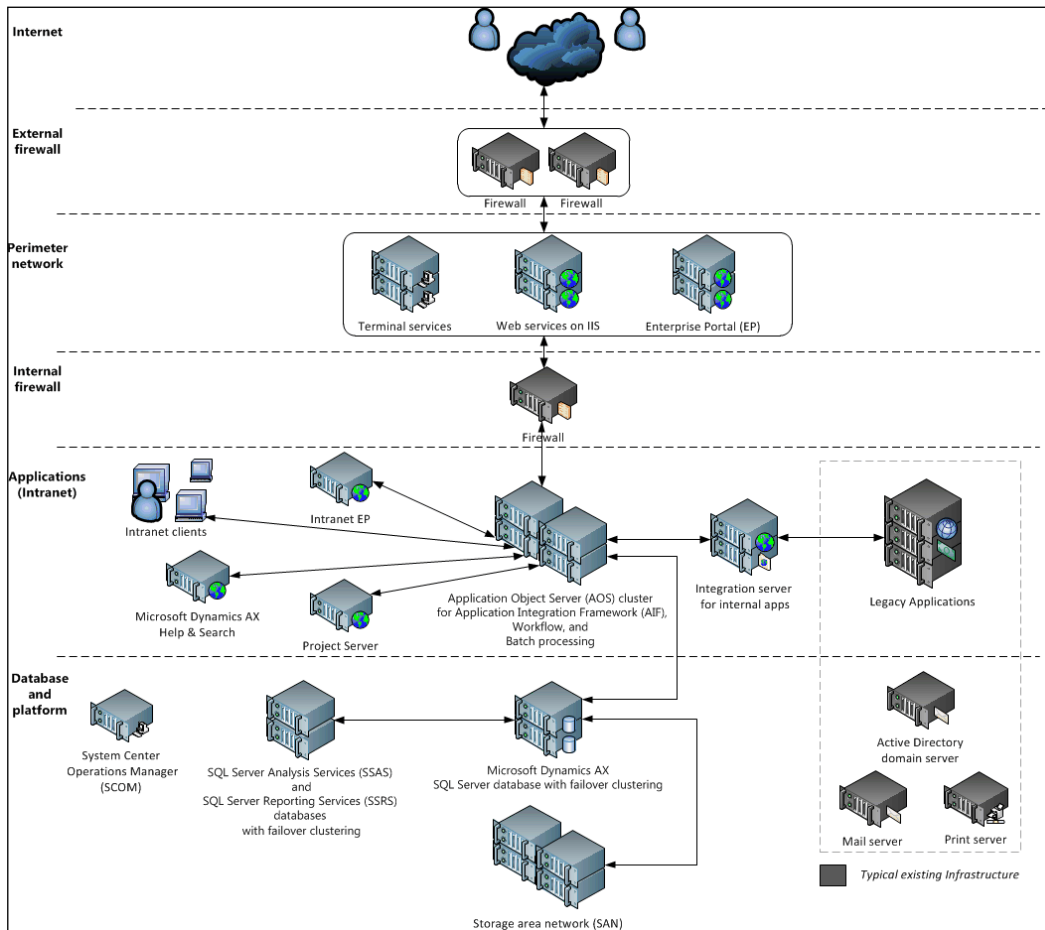 Internet
External
firewall
Firewall
Firewall
Perimeter
network
Terminal services
Web services on IIS
Enterprise Portal (EP)
Internal
firewall
Firewall
Applications
(Intranet)
Intranet clients
Intranet EP
Microsoft Dynamics AX
Help & Search
Project Server
Application Object Server (AOS) cluster
for Application Integration Framework (AIF),
Workflow, and
Batch processing
Integration server
for internal apps
Legacy Applications
Database
and
platform
System Center
Operations Manager
(SCOM)
SQL Server Analysis Services (SSAS)
and
SQL Server Reporting Services (SSRS)
databases
with failover clustering
Microsoft Dynamics AX
SQL Server database with failover clustering
Active Directory
domain server
Mail server
Print server
Typical existing Infrastructure
Storage area network (SAN)